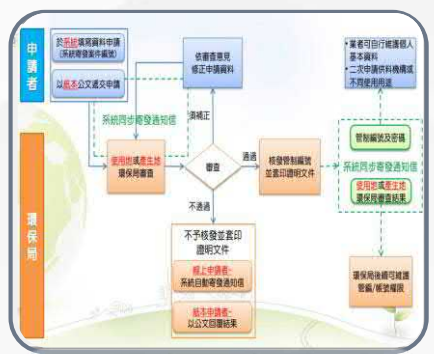 申請者
於系統填寫資料申請
(系統寄發案件編號)
以紙本公文遞交申請
依審查意見
修正申請資料
• 業者可自行維護個人
基本資料
• 二次申請供料機構或
不同使用用途
系統同步寄發通知信
須補正
環保局
使用地或產生地
環保局審查
審查
通過
核發管制編號
並套印證明文件
管制編號及密碼
系統同步寄發通知信
使用地或產生地
環保局審查結果
不通過
不予核發並套印
證明文件
線上申請者-
系統自動寄發通知信
紙本申請者-
以公文回覆結果
環保局後續可維護
管編/帳號權限